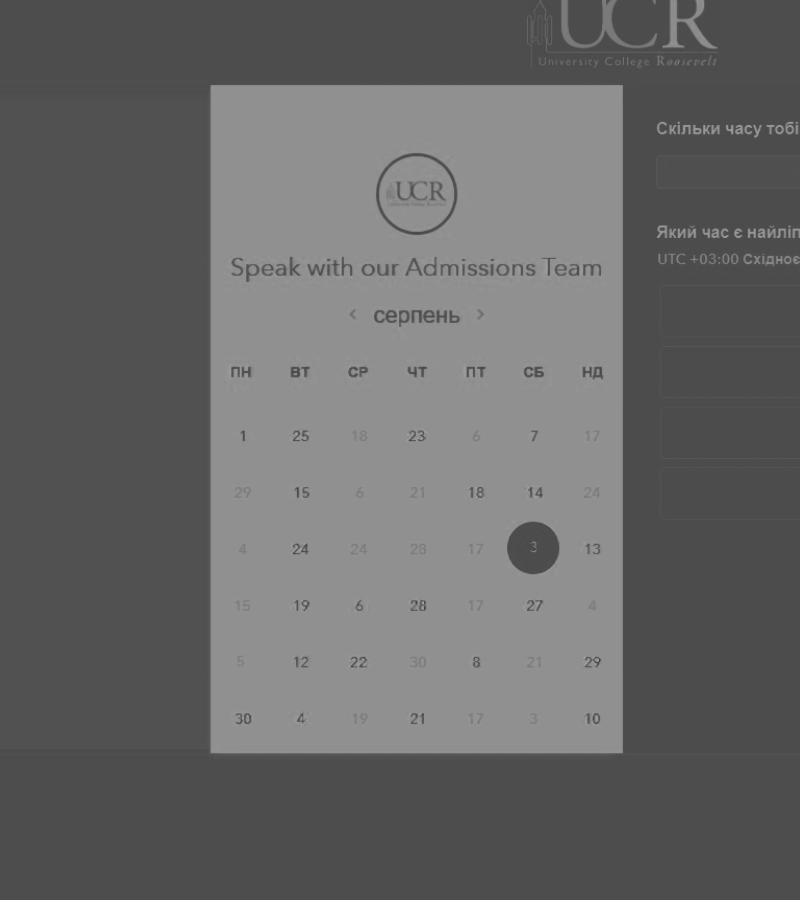 UCR
University College Roosevelt
UCR
Speak with our Admissions Team
‹ серпень ›
ПН ВТ СР ЧТ ПТ СБ НД
1 25 18 23 6 7 17
29 15 6 21 18 14 24
4 24 24 28 17 3 13
15 19 6 28 17 27 4
5 12 22 30 8 21 29
30 4 19 21 17 3 10
Скільки часу тобі
Який час є найліп
UTC +03:00 Східноє